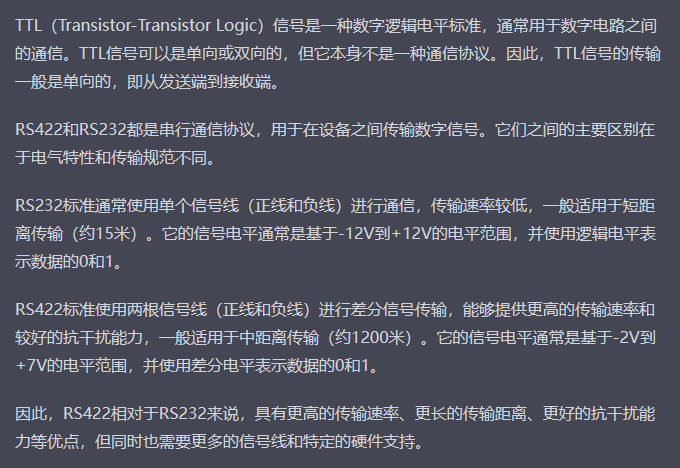 TTL（Transistor-Transistor Logic）信号是一种数字逻辑电平标准，通常用于数字电路之间
的通信。TTL信号可以是单向或双向的，但它本身不是一种通信协议。因此，TTL信号的传输
一般是单向的，即从发送端到接收端。
RS422和RS232都是串行通信协议，用于在设备之间传输数字信号。它们之间的主要区别在
于电气特性和传输规范不同。
RS232标准通常使用单个信号线（正线和负线）进行通信，传输速率较低，一般适用于短距
离传输（约15米）。它的信号电平通常是基于-12V到+12V的电平范围，并使用逻辑电平表
示数据的0和1。
RS422标准使用两根信号线（正线和负线）进行差分信号传输，能够提供更高的传输速率和
较好的抗干扰能力，一般适用于中距离传输（约1200米）。它的信号电平通常是基于-2V到
+7V的电平范围，并使用差分电平表示数据的0和1。
因此，RS422相对于RS232来说，具有更高的传输速率、更长的传输距离、更好的抗干扰能
力等优点，但同时也需要更多的信号线和特定的硬件支持。